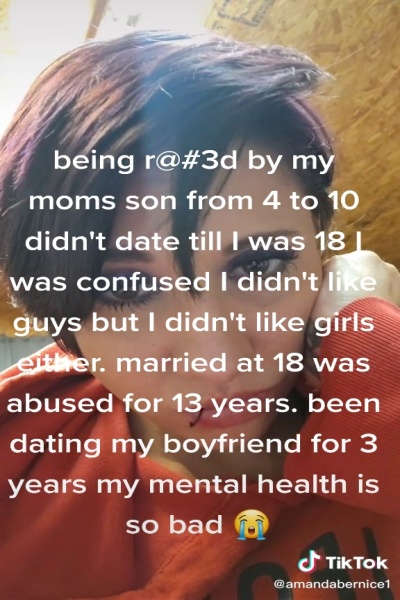 being r@#3d by my
moms son from 4 to 10
didn't date till I was 18 I
was confused I didn't like
guys but I didn't like girls
either. married at 18 was
abused for 13 years. been
dating my boyfriend for 3
years my mental health is
so bad 😭
TikTok
@amandabernice1